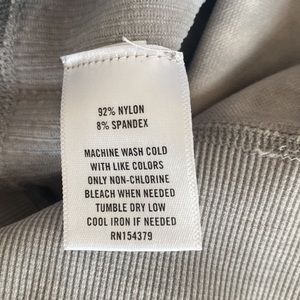 92% NYLON
8% SPANDEX
MACHINE WASH COLD
WITH LIKE COLORS
ONLY NON-CHLORINE
BLEACH WHEN NEEDED
TUMBLE DRY LOW
COOL IRON IF NEEDED
RN154379